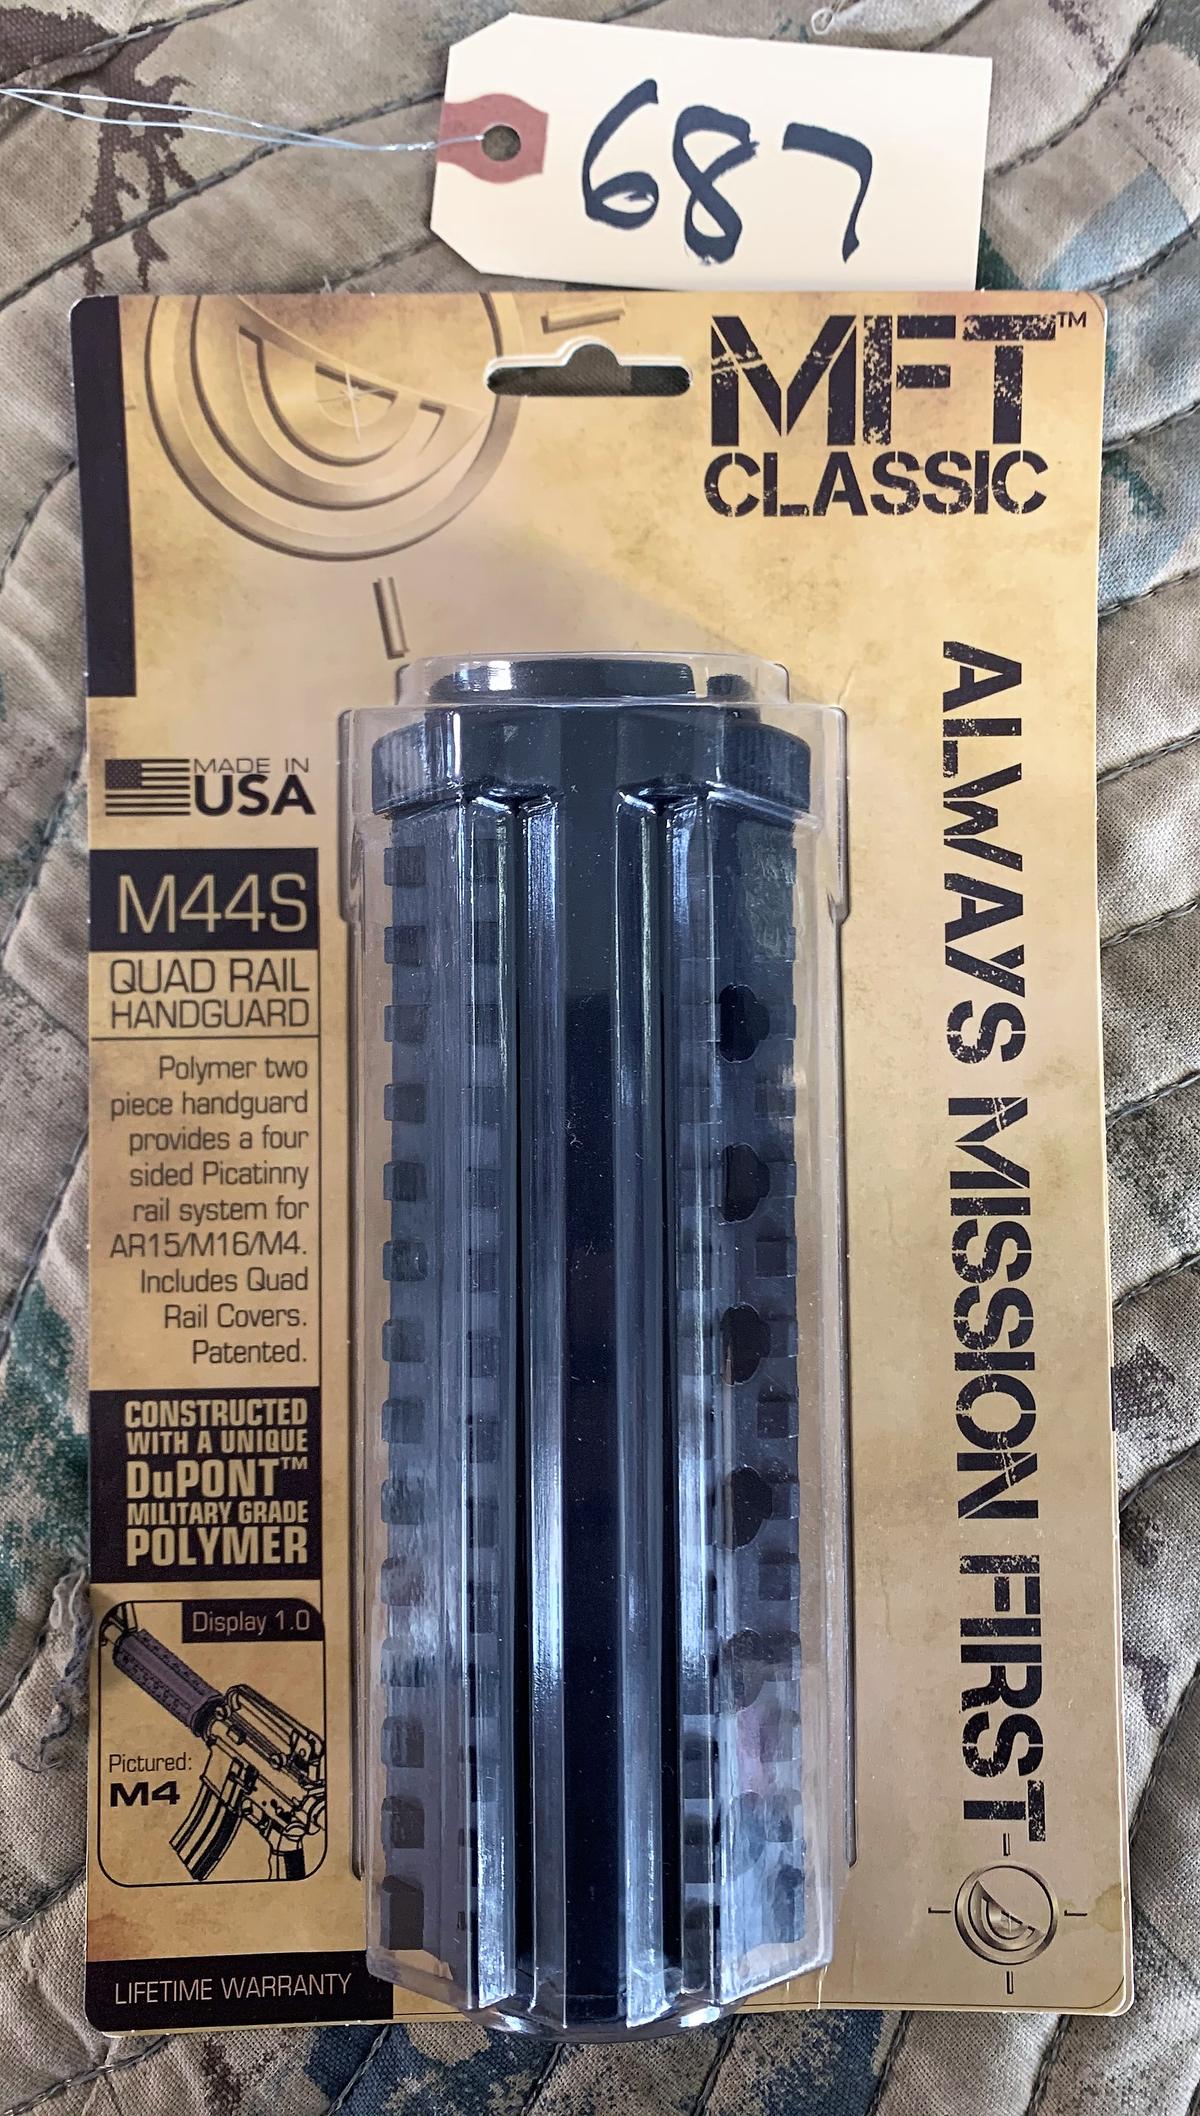 687
MFT™
CLASSIC
ALWAYS MISSION FIRST
MADE IN
USA
M44S
QUAD RAIL
HANDGUARD
Polymer two
piece handguard
provides a four
sided Picatinny
rail system for
AR15/M16/M4.
Includes Quad
Rail Covers.
Patented.
CONSTRUCTED
WITH A UNIQUE
DuPONT™
MILITARY GRADE
POLYMER
Display 1.0
Pictured:
M4
LIFETIME WARRANTY